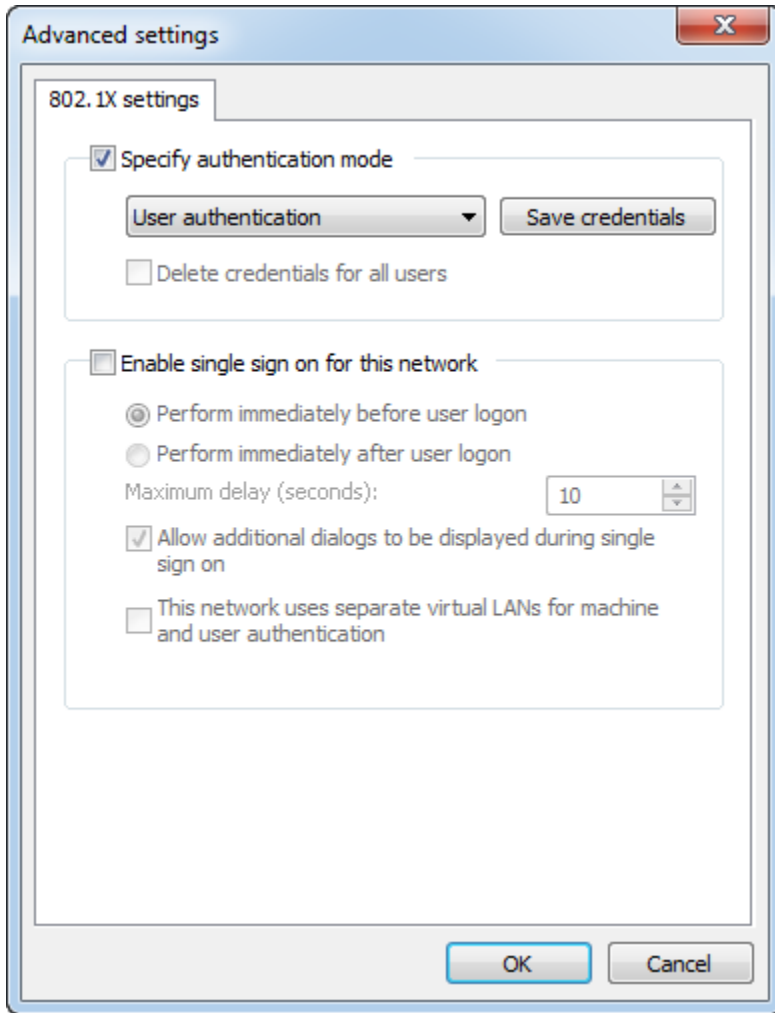 Advanced settings
802.1X settings
Specify authentication mode
User authentication
Save credentials
Delete credentials for all users
Enable single sign on for this network
Perform immediately before user logon
Perform immediately after user logon
Maximum delay (seconds):
10
Allow additional dialogs to be displayed during single
sign on
This network uses separate virtual LANs for machine
and user authentication
OK
Cancel